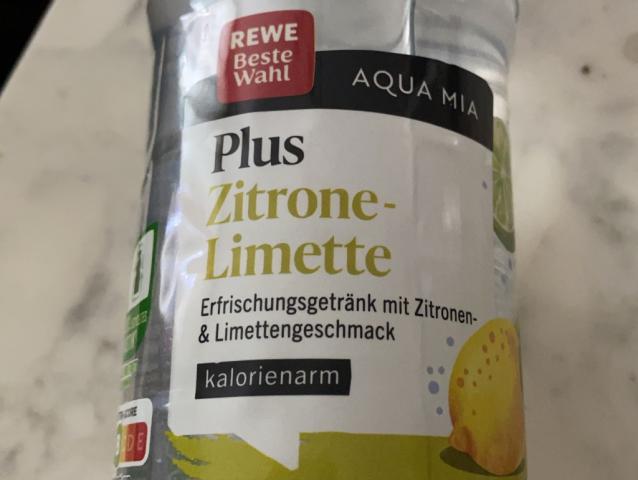 REWE
Beste
Wahl
AQUA MIA
Plus
Zitrone-
Limette
Erfrischungsgetränk mit Zitronen-
& Limettengeschmack
kalorienarm
D E